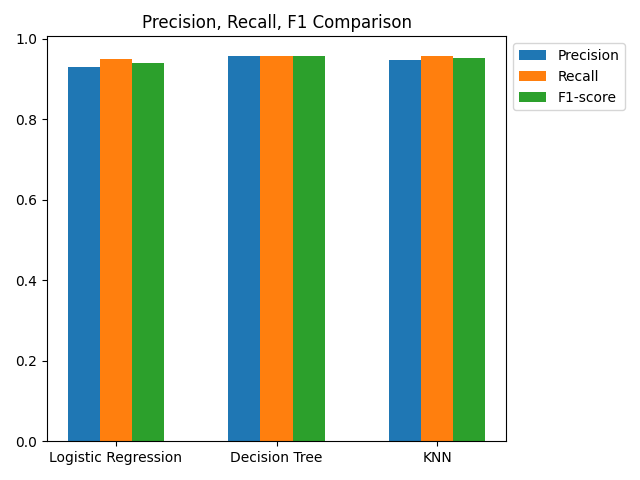 Precision, Recall, F1 Comparison
1.0
0.8
0.6
0.4
0.2
0.0
Logistic Regression
Decision Tree
KNN
Precision
Recall
F1-score